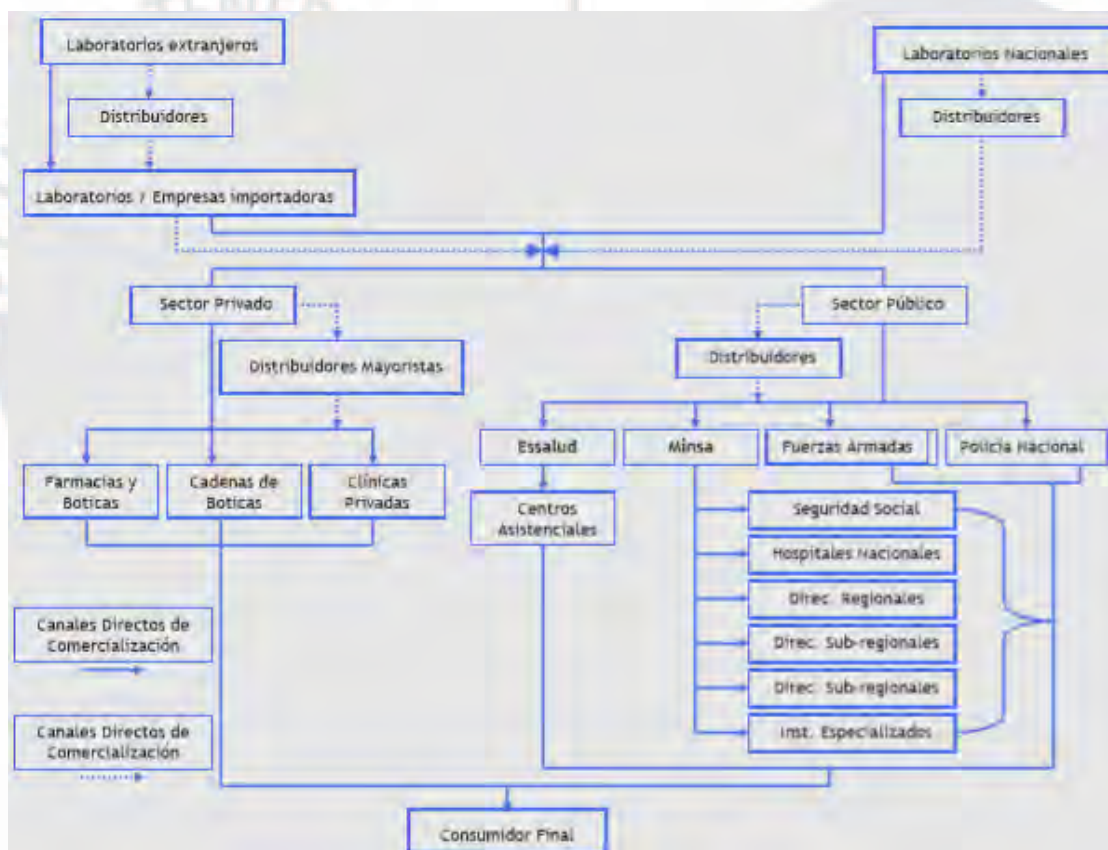 Laboratorios extranjeros
Laboratorios Nacionales
Distribuidores
Distribuidores
Laboratorios / Empresas importadoras
Sector Privado
Sector Público
Distribuidores Mayoristas
Distribuidores
Essalud
Minsa
Fuerzas Armadas
Policía Nacional
Farmacias y
Boticas
Cadenas de
Boticas
Clínicas
Privadas
Centros
Asistenciales
Seguridad Social
Hospitales Nacionales
Direc. Regionales
Direc. Sub-regionales
Direc. Sub-regionales
Inst. Especializados
Canales Directos de
Comercialización
Canales Directos de
Comercialización
Consumidor Final